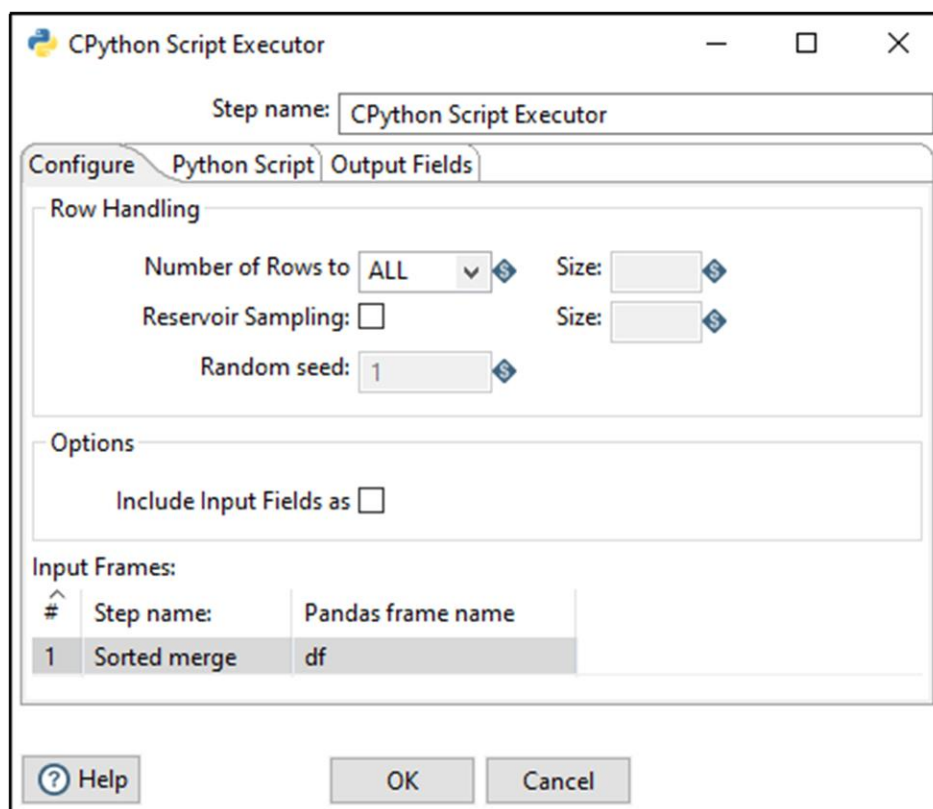 CPython Script Executor
Step name: CPython Script Executor
Configure Python Script Output Fields
Row Handling
Number of Rows to ALL Size:
Reservoir Sampling: Size:
Random seed: 1
Options
Include Input Fields as
Input Frames:
# Step name: Pandas frame name
1 Sorted merge df
Help OK Cancel